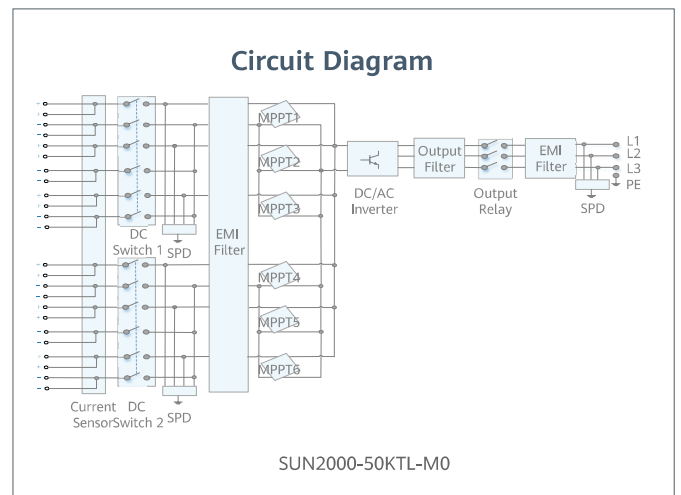 Circuit Diagram
MPPT1
MPPT2
MPPT3
MPPT4
MPPT5
MPPT6
DC
Switch 1
SPD
EMI
Filter
DC/AC
Inverter
Output
Filter
Output
Relay
EMI
Filter
SPD
L1
L2
L3
PE
Current
Sensor
DC
Switch 2
SPD
SUN2000-50KTL-M0